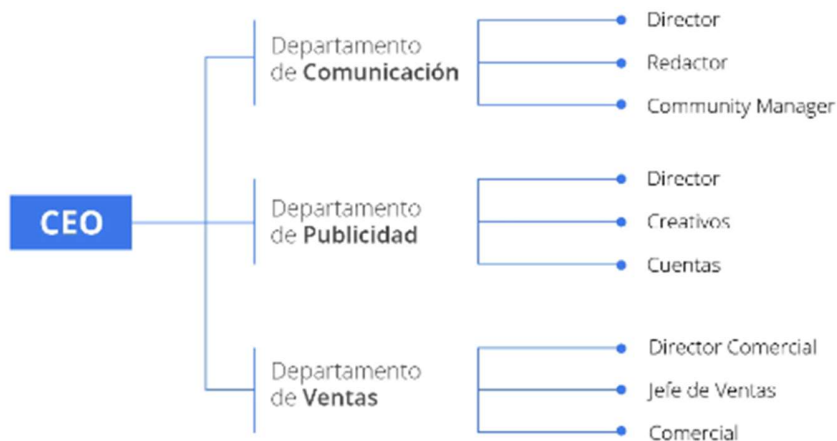 CEO
Departamento
de Comunicación
Director
Redactor
Community Manager
Departamento
de Publicidad
Director
Creativos
Cuentas
Departamento
de Ventas
Director Comercial
Jefe de Ventas
Comercial